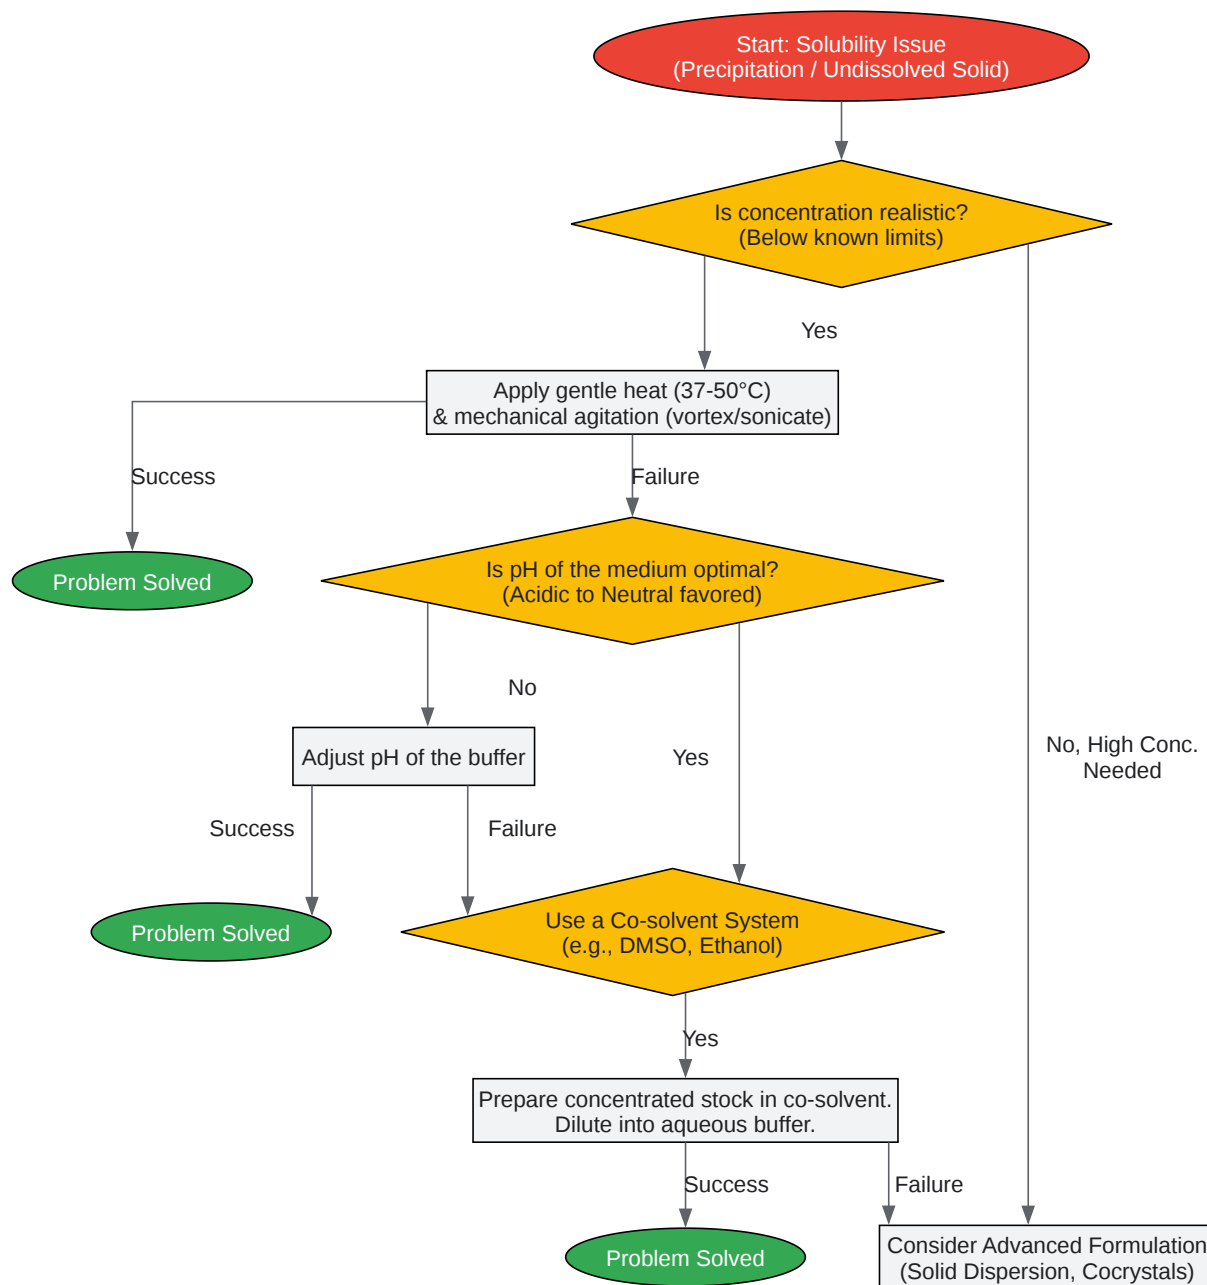 Start: Solubility Issue
(Precipitation / Undissolved Solid)
Is concentration realistic?
(Below known limits)
Yes
Apply gentle heat (37-50°C)
& mechanical agitation (vortex/sonicate)
Success
Failure
Problem Solved
Is pH of the medium optimal?
(Acidic to Neutral favored)
No
Yes
No, High Conc.
Needed
Adjust pH of the buffer
Success
Failure
Problem Solved
Use a Co-solvent System
(e.g., DMSO, Ethanol)
Yes
Prepare concentrated stock in co-solvent.
Dilute into aqueous buffer.
Success
Failure
Problem Solved
Consider Advanced Formulation
(Solid Dispersion, Cocrystals)